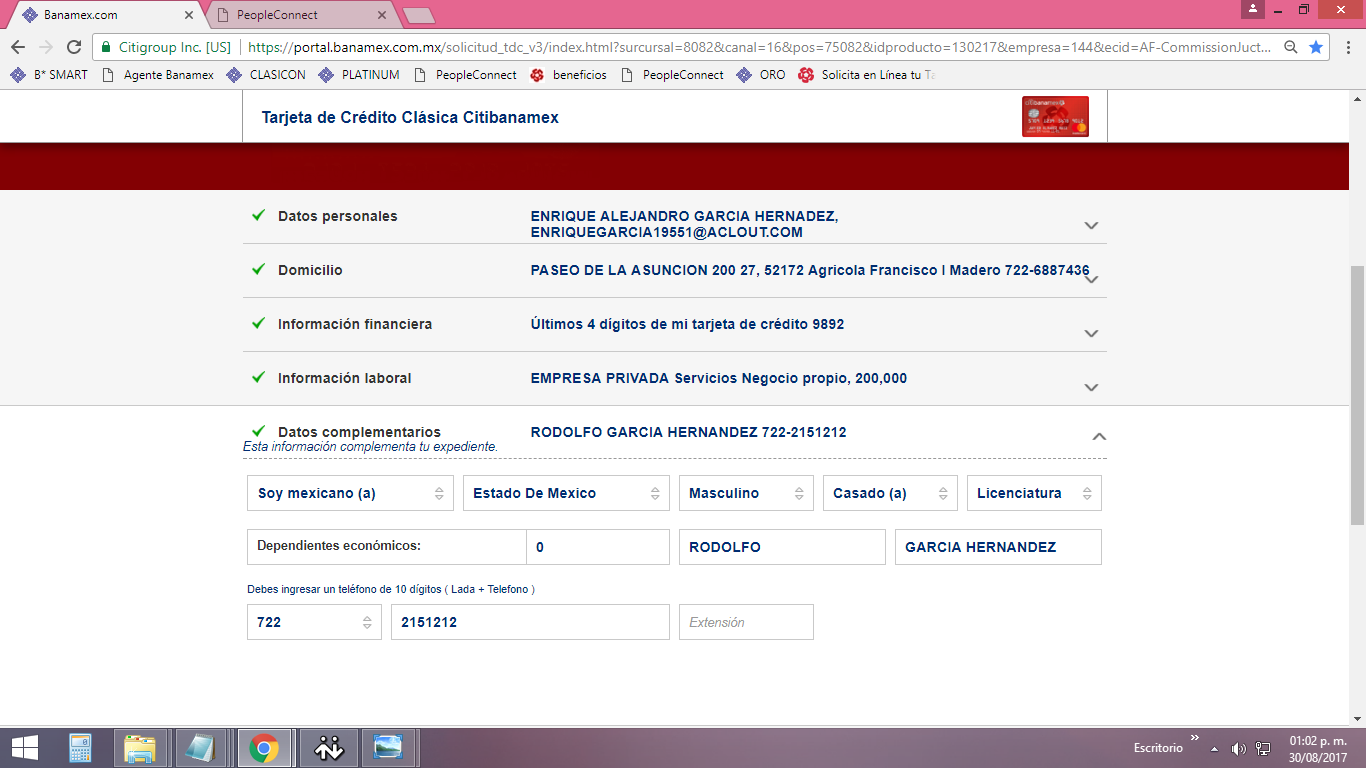 Banamex.com
PeopleConnect
Citigroup Inc. [US]
https://portal.banamex.com.mx/solicitud_tdc_v3/index.html?sursursal=8082&canal=16&pos=75082&idproducto=130217&empresa=144&ecid=AF-CommissionJuct...
B* SMART
Agente Banamex
CLASICON
PLATINUM
PeopleConnect
beneficios
PeopleConnect
ORO
Solicita en Línea tu Ta
Tarjeta de Crédito Clásica Citibanamex
citibanamex
Datos personales
ENRIQUE ALEJANDRO GARCIA HERNADEZ,
ENRIQUEGARCIA19551@ACLOUT.COM
Domicilio
PASEO DE LA ASUNCION 200 27, 52172 Agricola Francisco I Madero 722-6887436
Información financiera
Últimos 4 dígitos de mi tarjeta de crédito 9892
Información laboral
EMPRESA PRIVADA Servicios Negocio propio, 200,000
Datos complementarios
RODOLFO GARCIA HERNANDEZ 722-2151212
Esta información complementa tu expediente.
Soy mexicano (a)
Estado De Mexico
Masculino
Casado (a)
Licenciatura
Dependientes económicos:
0
RODOLFO
GARCIA HERNANDEZ
Debes ingresar un teléfono de 10 dígitos ( Lada + Telefono )
722
2151212
Extensión
Escritorio
01:02 p. m.
30/08/2017